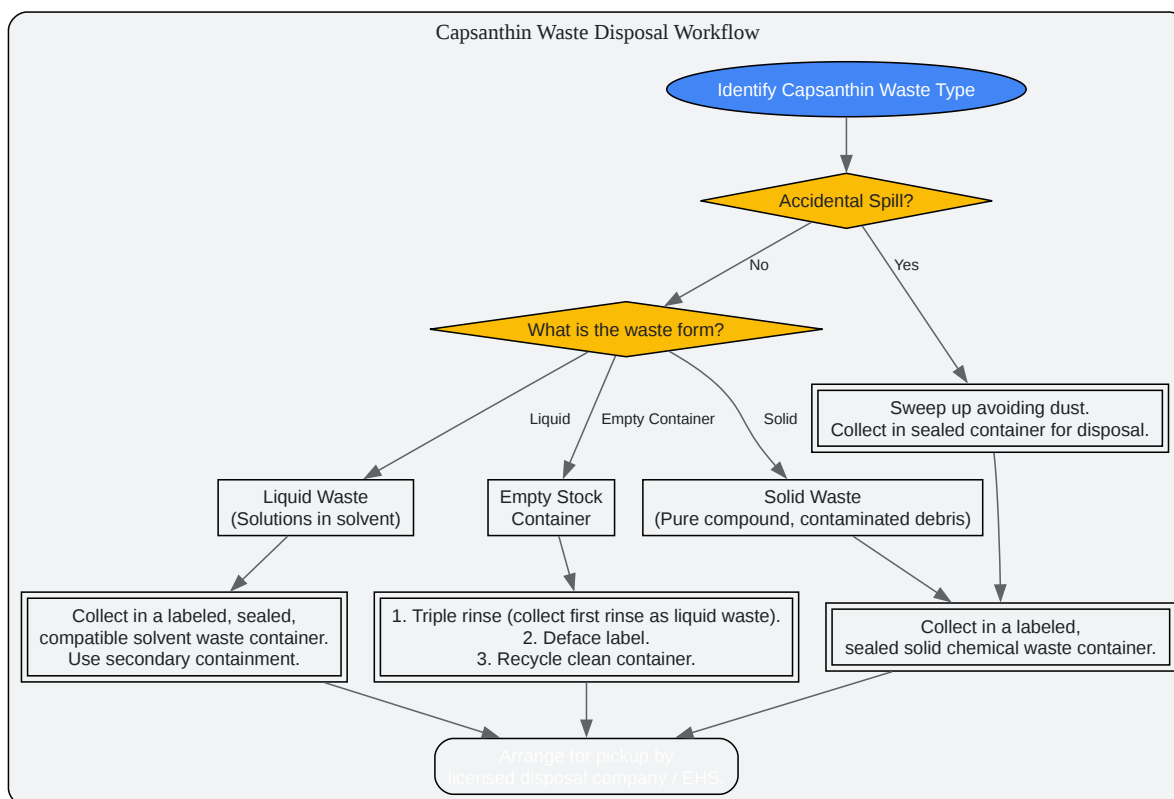 Capsanthin Waste Disposal Workflow
Identify Capsanthin Waste Type
Accidental Spill?
No
Yes
What is the waste form?
Liquid
Empty Container
Solid
Sweep up avoiding dust.
Collect in sealed container for disposal.
Liquid Waste
(Solutions in solvent)
Empty Stock
Container
Solid Waste
(Pure compound, contaminated debris)
Collect in a labeled, sealed,
compatible solvent waste container.
Use secondary containment.
1. Triple rinse (collect first rinse as liquid waste).
2. Deface label.
3. Recycle clean container.
Collect in a labeled,
sealed solid chemical waste container.
Arrange for pickup by
licensed disposal company / EHS.